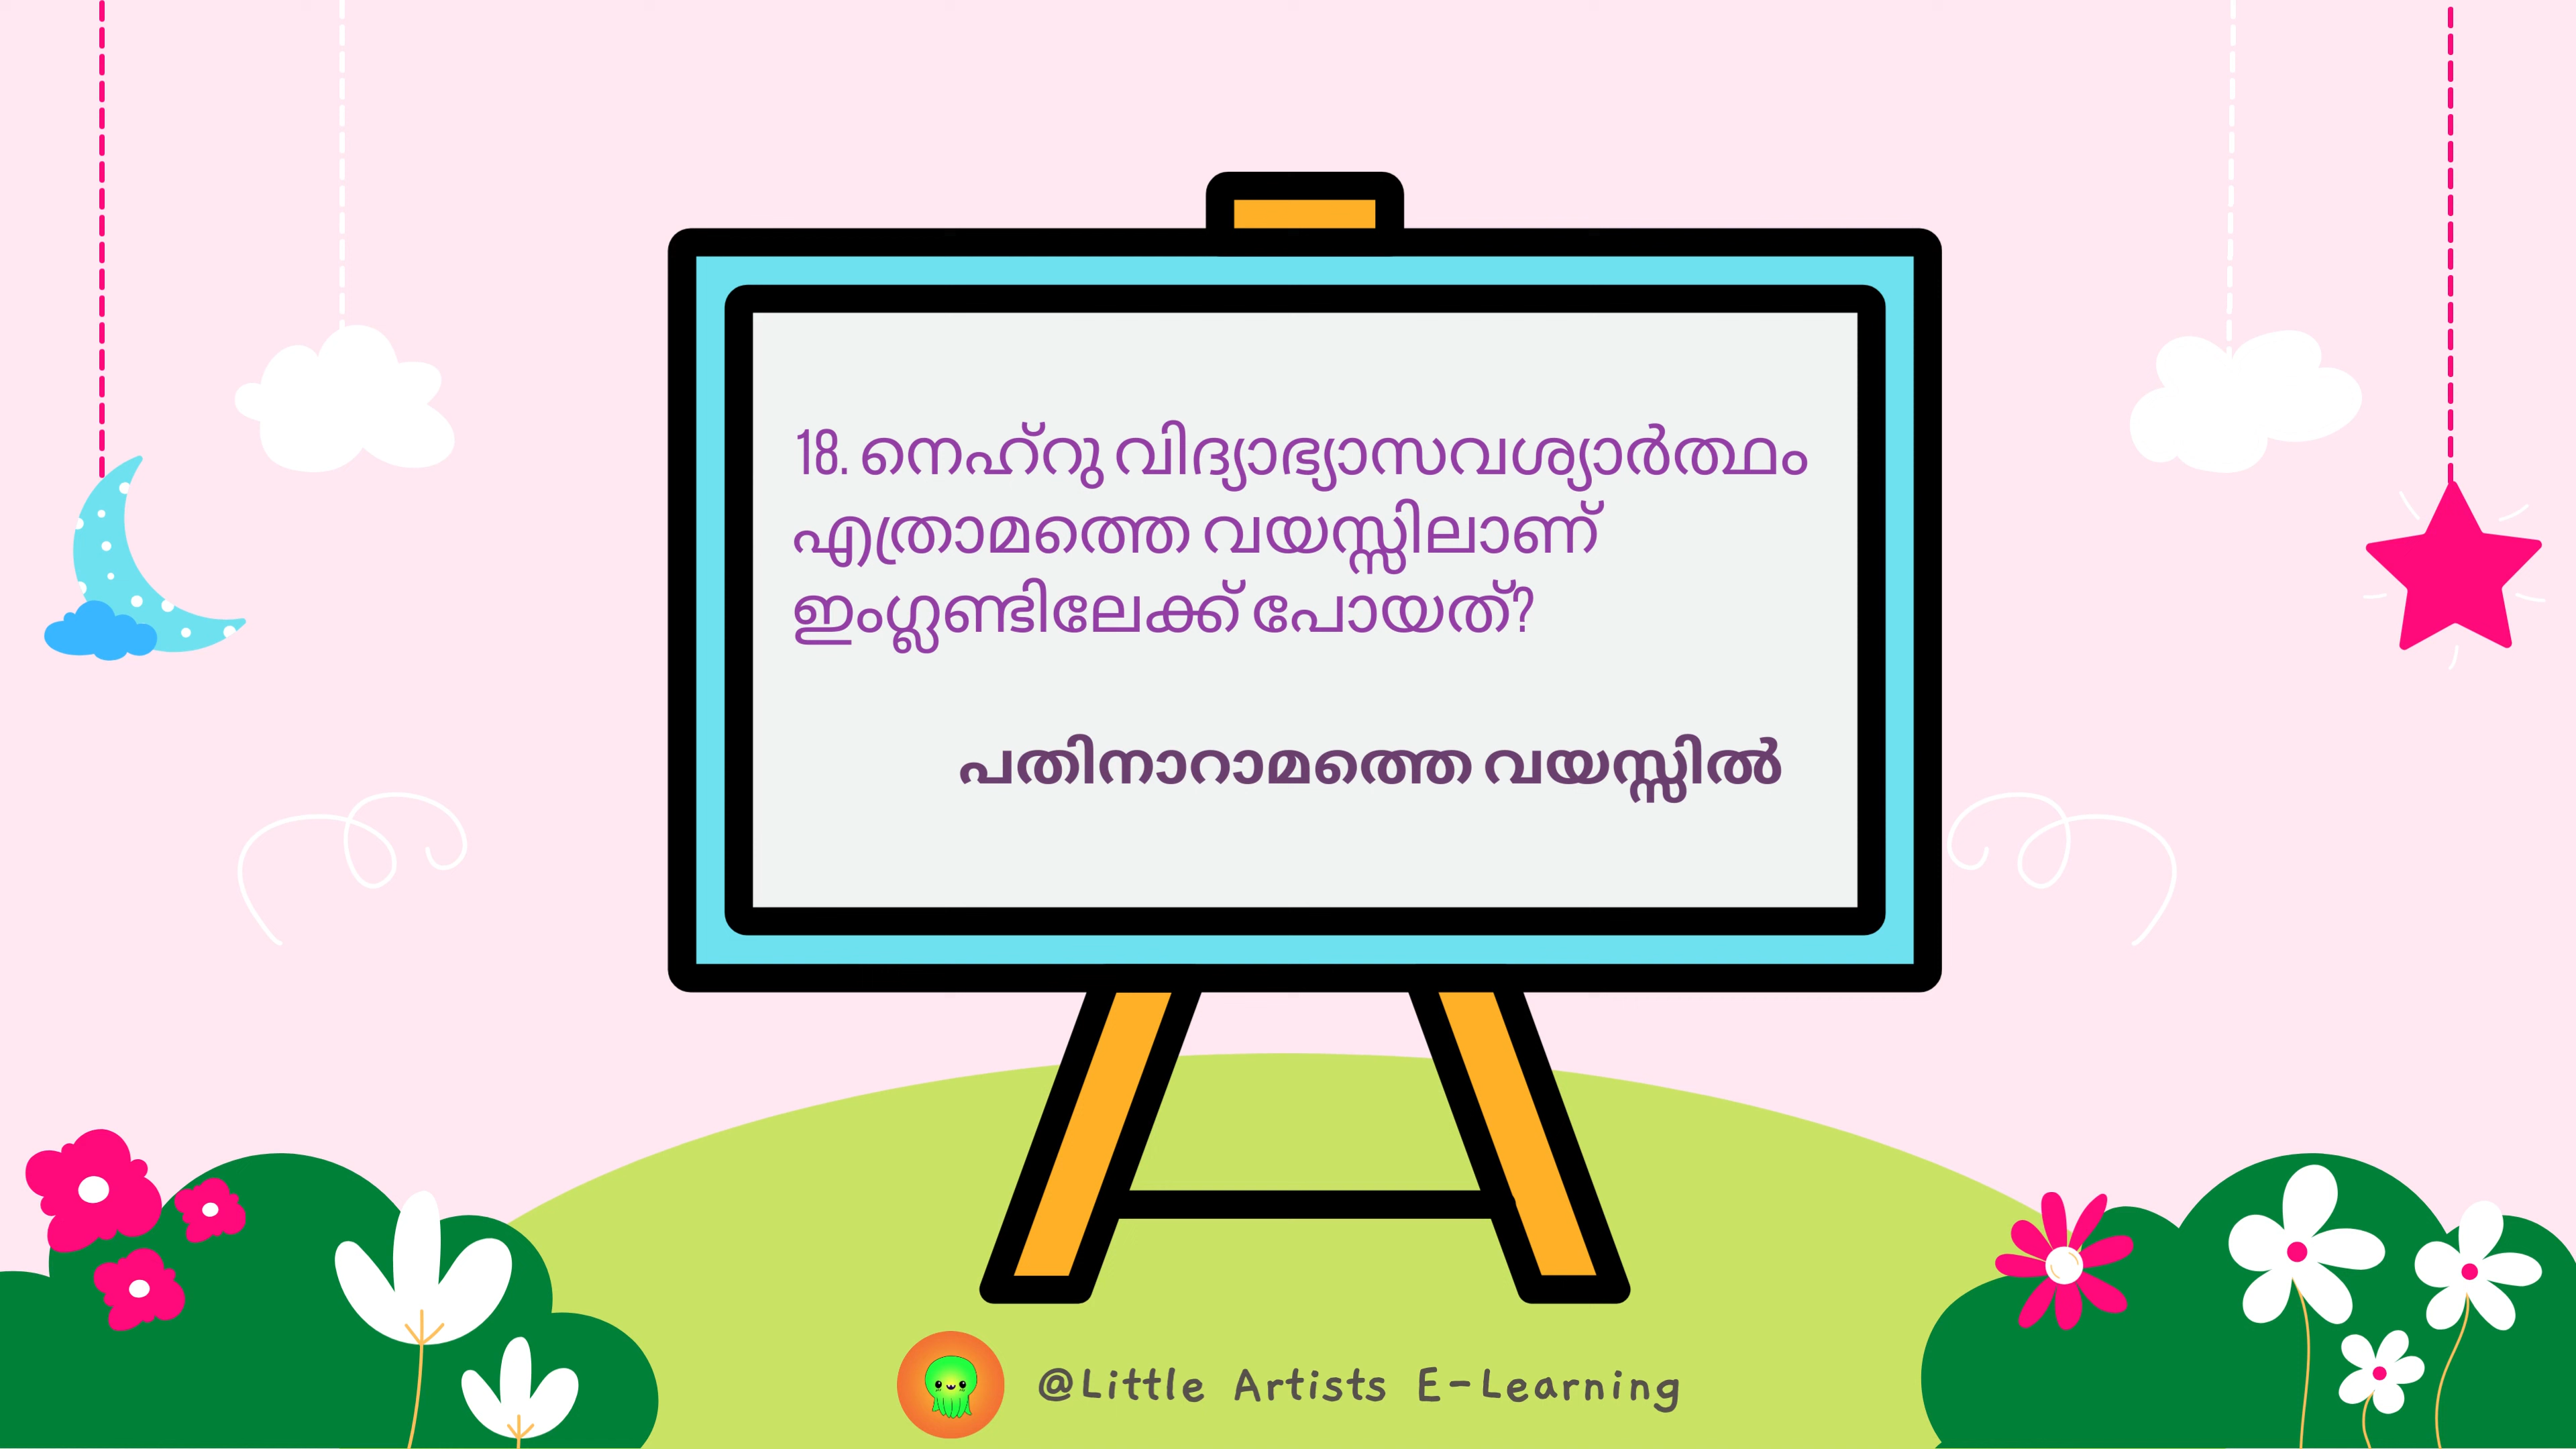 18. നെഹ്റു വിദ്യാഭ്യാസവശ്യാർത്ഥം
എത്രാമത്തെ വയസ്സിലാണ്
ഇംഗ്ലണ്ടിലേക്ക് പോയത്?
പതിനാറാമത്തെ വയസ്സിൽ
@Little Artists E-Learning